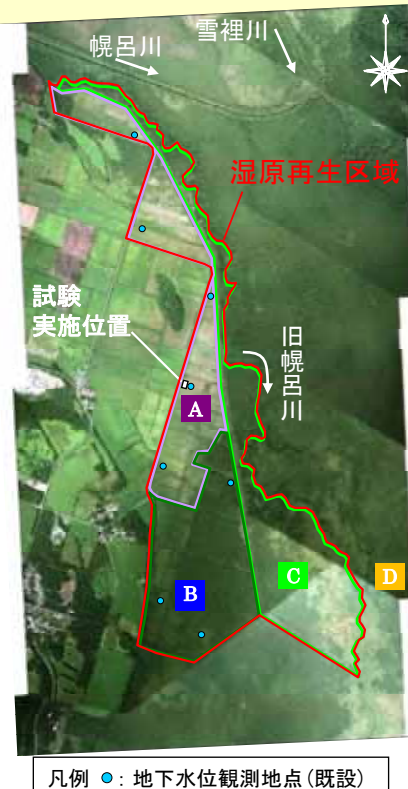 雪裡川
幌呂川
湿原再生区域
試験
実施位置
旧幌呂川
A
B
C
D
凡例 ●：地下水位観測地点(既設)